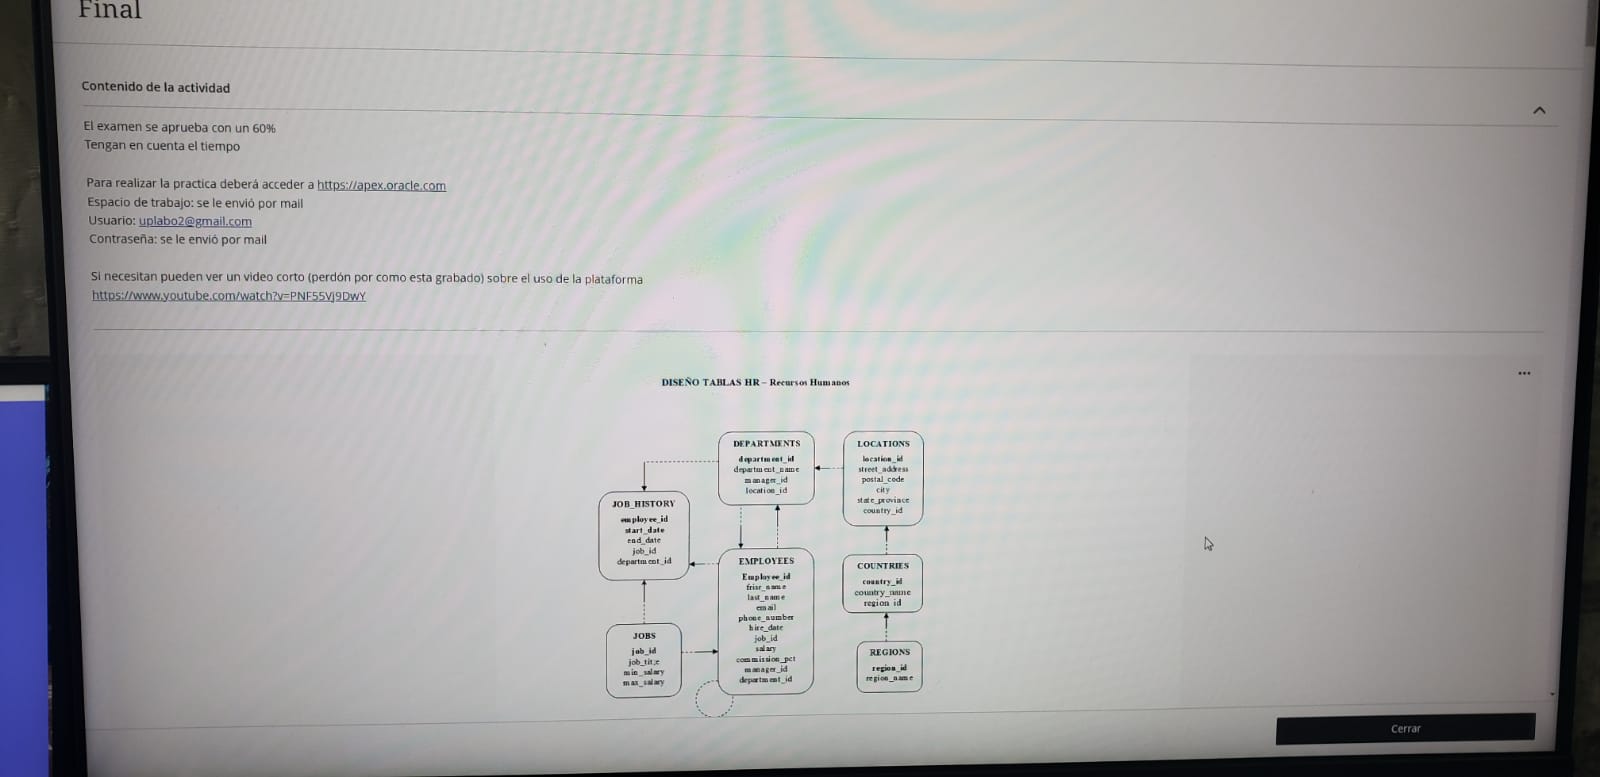 Final
Contenido de la actividad
El examen se aprueba con un 60%
Tengan en cuenta el tiempo
Para realizar la practica deberá acceder a https://apex.oracle.com
Espacio de trabajo: se le envió por mail
Usuario: uplabo2@gmail.com
Contraseña: se le envió por mail
Si necesitan pueden ver un video corto (perdón por como esta grabado) sobre el uso de la plataforma
https://www.youtube.com/watch?v=PNF55Vj9DwY
DISEÑO TABLAS HR – Recursos Humanos
DEPARTMENTS
department_id
department_name
manager_id
location_id
LOCATIONS
location_id
street_address
postal_code
city
state_province
country_id
JOB_HISTORY
employee_id
start_date
end_date
job_id
department_id
EMPLOYEES
Employee_id
frisr_name
last_name
email
phone_number
hire_date
job_id
salary
commission_pct
manager_id
department_id
COUNTRIES
country_id
country_name
region_id
JOBS
job_id
job_title
min_salary
max_salary
REGIONS
region_id
region_name
Cerrar